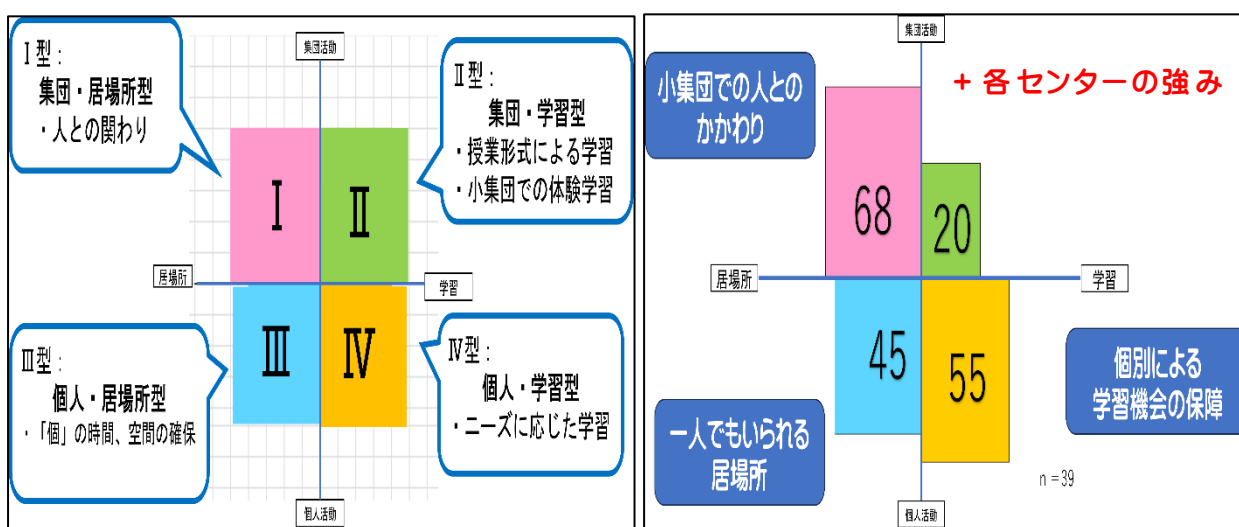 集団活動
Ⅰ型：
集団・居場所型
・人との関わり
Ⅱ型：
集団・学習型
・授業形式による学習
・小集団での体験学習
Ⅰ
Ⅱ
居場所
学習
Ⅲ
Ⅳ
Ⅲ型：
個人・居場所型
・「個」の時間、空間の確保
Ⅳ型：
個人・学習型
・ニーズに応じた学習
個人活動
集団活動
小集団での人との
かかわり
+各センターの強み
68
20
居場所
学習
45
55
一人でもいられる
居場所
個別による
学習機会の保障
n＝39
個人活動